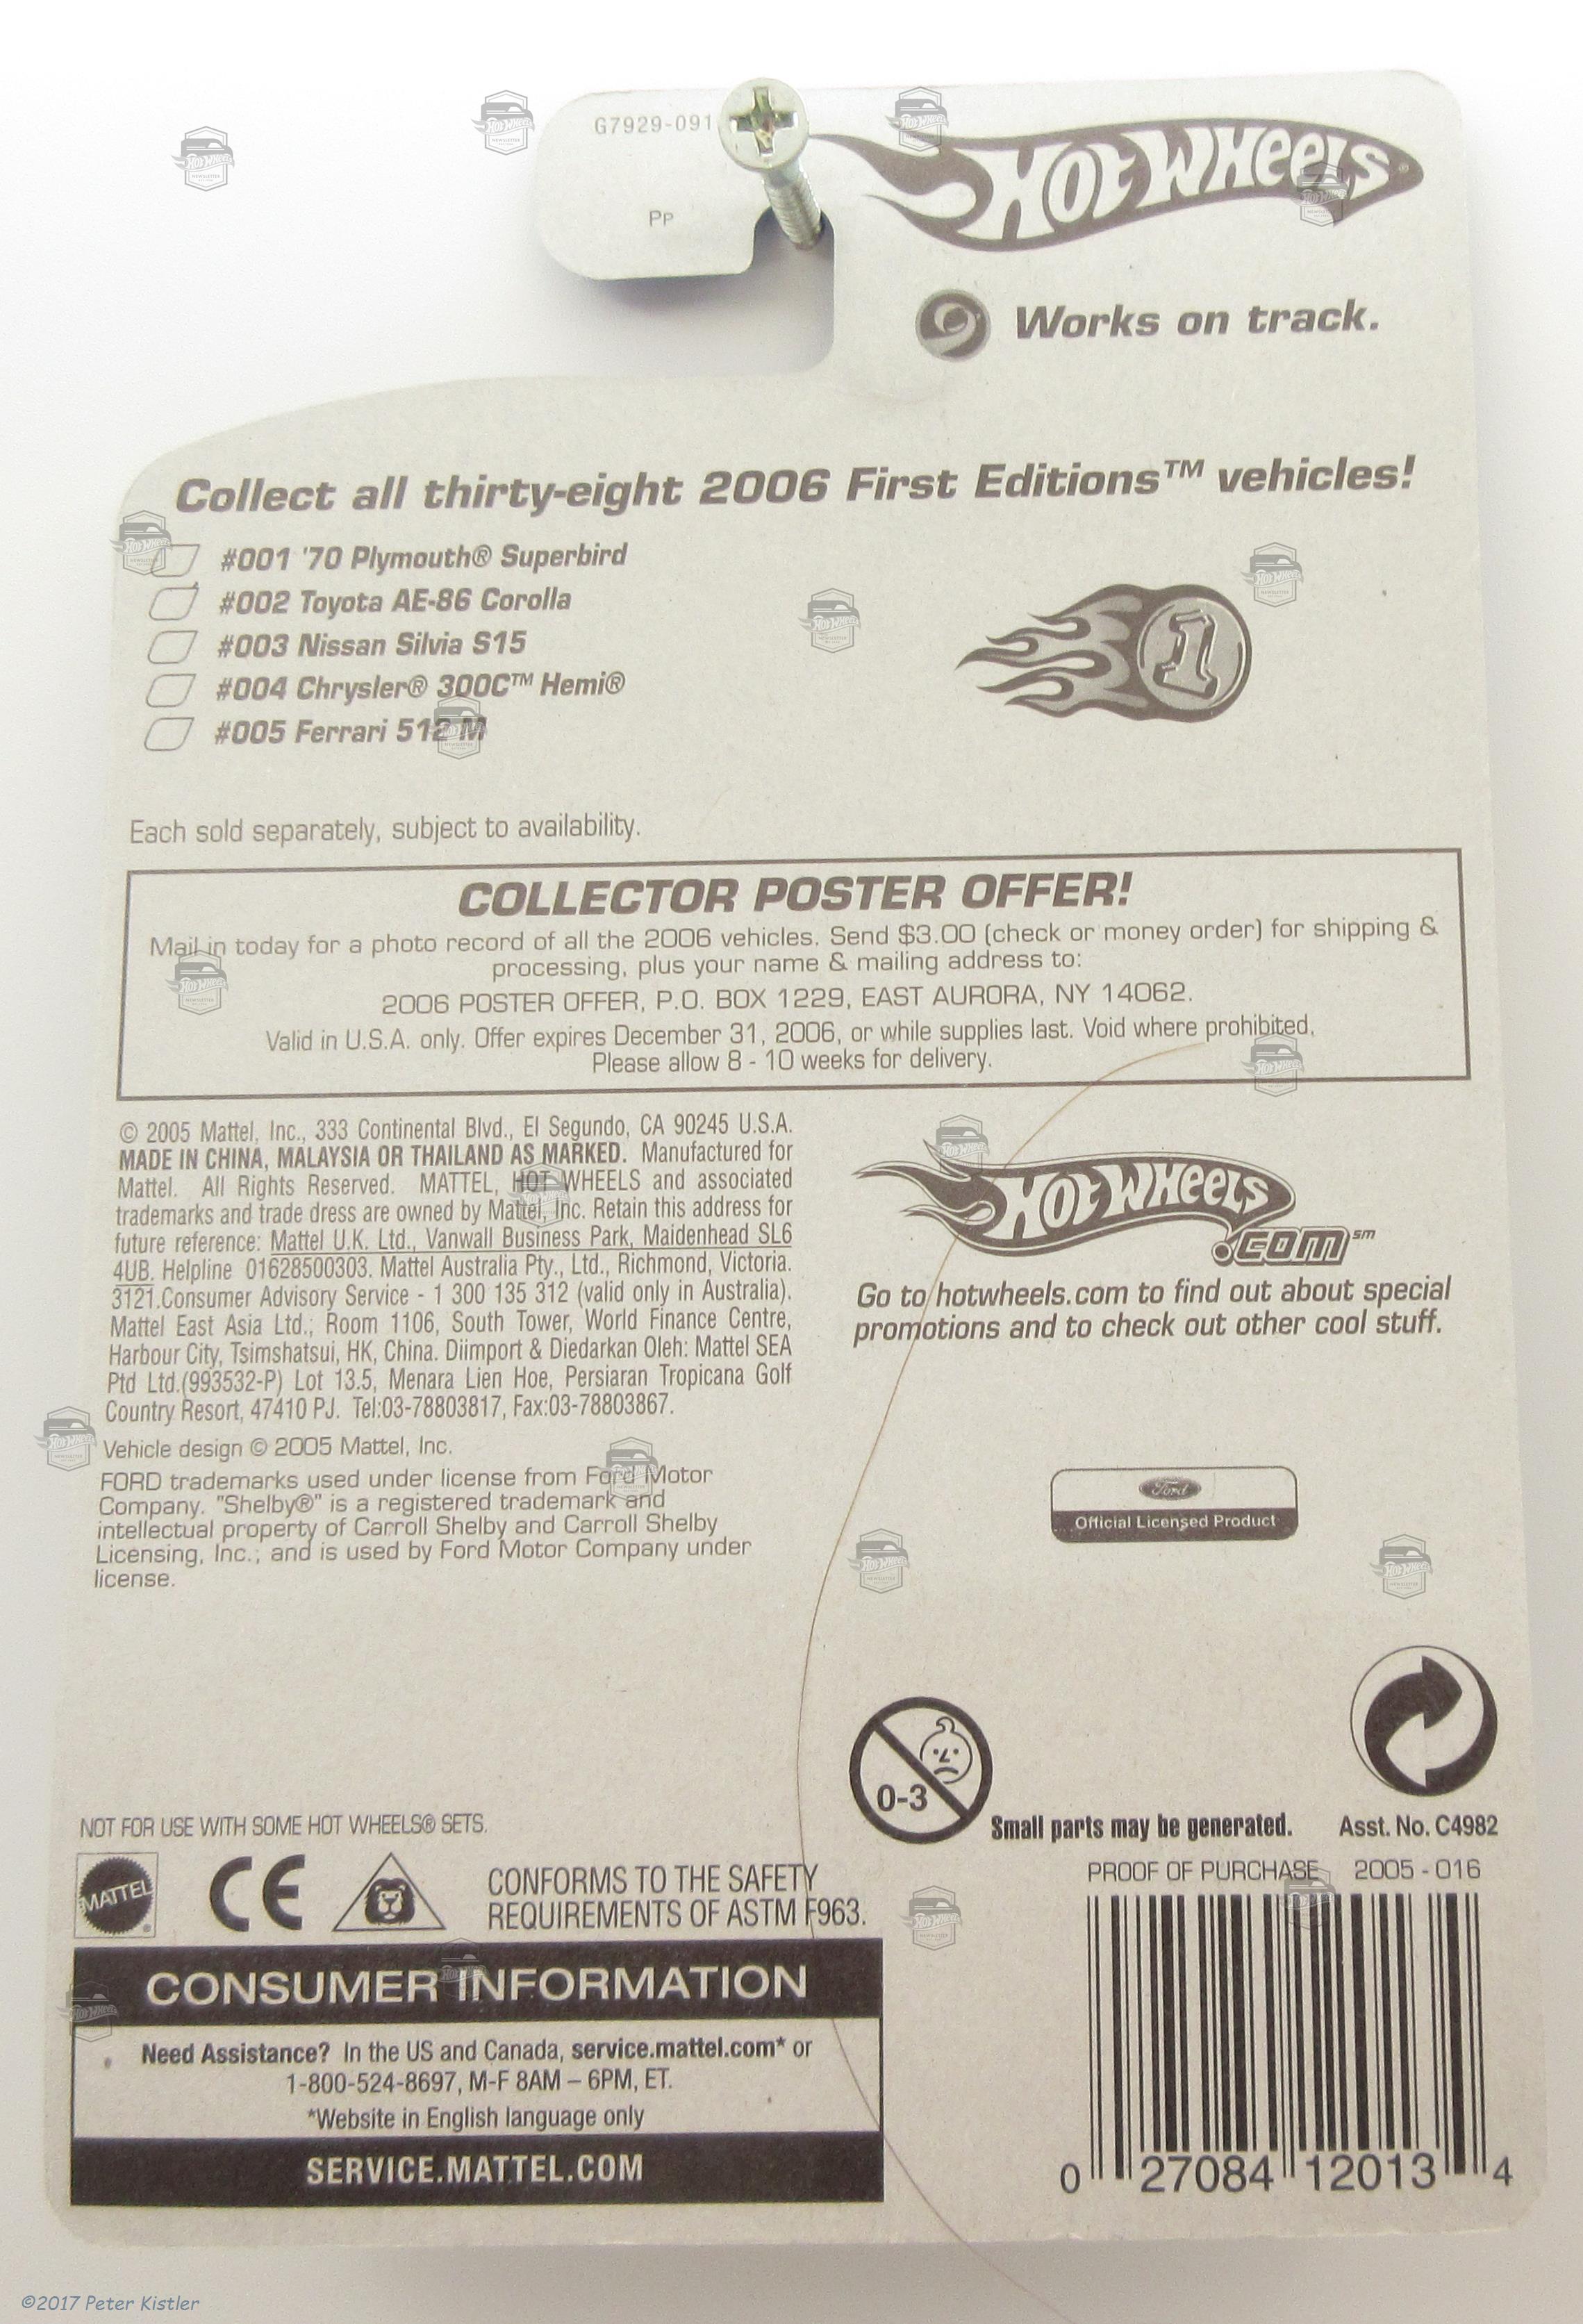 G7929-091
Pp
HOT WHEELS®
Works on track.
Collect all thirty-eight 2006 First Editions™ vehicles!
#001 '70 Plymouth® Superbird
#002 Toyota AE-86 Corolla
#003 Nissan Silvia S15
#004 Chrysler® 300C™ Hemi®
#005 Ferrari 512 M
1
Each sold separately, subject to availability.
COLLECTOR POSTER OFFER!
Mail in today for a photo record of all the 2006 vehicles. Send $3.00 (check or money order) for shipping &
processing, plus your name & mailing address to:
2006 POSTER OFFER, P.O. BOX 1229, EAST AURORA, NY 14062.
Valid in U.S.A. only. Offer expires December 31, 2006, or while supplies last. Void where prohibited.
Please allow 8 - 10 weeks for delivery.
© 2005 Mattel, Inc., 333 Continental Blvd., El Segundo, CA 90245 U.S.A.
MADE IN CHINA, MALAYSIA OR THAILAND AS MARKED. Manufactured for
Mattel. All Rights Reserved. MATTEL, HOT WHEELS and associated
trademarks and trade dress are owned by Mattel, Inc. Retain this address for
future reference: Mattel U.K. Ltd., Vanwall Business Park, Maidenhead SL6
4UB. Helpline 01628500303. Mattel Australia Pty., Ltd., Richmond, Victoria.
3121.Consumer Advisory Service - 1 300 135 312 (valid only in Australia).
Mattel East Asia Ltd., Room 1106, South Tower, World Finance Centre,
Harbour City, Tsimshatsui, HK, China. Diimport & Diedarkan Oleh: Mattel SEA
Ptd Ltd.(993532-P) Lot 13.5, Menara Lien Hoe, Persiaran Tropicana Golf
Country Resort, 47410 PJ. Tel:03-78803817, Fax:03-78803867.
Vehicle design © 2005 Mattel, Inc.
FORD trademarks used under license from Ford Motor
Company. "Shelby®" is a registered trademark and
intellectual property of Carroll Shelby and Carroll Shelby
Licensing, Inc.; and is used by Ford Motor Company under
license.
HOT WHEELS
.COM℠
Go to hotwheels.com to find out about special
promotions and to check out other cool stuff.
Ford
Official Licensed Product
0-3
Small parts may be generated.
Asst. No. C4982
NOT FOR USE WITH SOME HOT WHEELS® SETS.
MATTEL®
CE
CONFORMS TO THE SAFETY
REQUIREMENTS OF ASTM F963.
PROOF OF PURCHASE 2005 - 016
0 27084 12013 4
CONSUMER INFORMATION
Need Assistance? In the US and Canada, service.mattel.com* or
1-800-524-8697, M-F 8AM – 6PM, ET.
*Website in English language only
SERVICE.MATTEL.COM
©2017 Peter Kistler